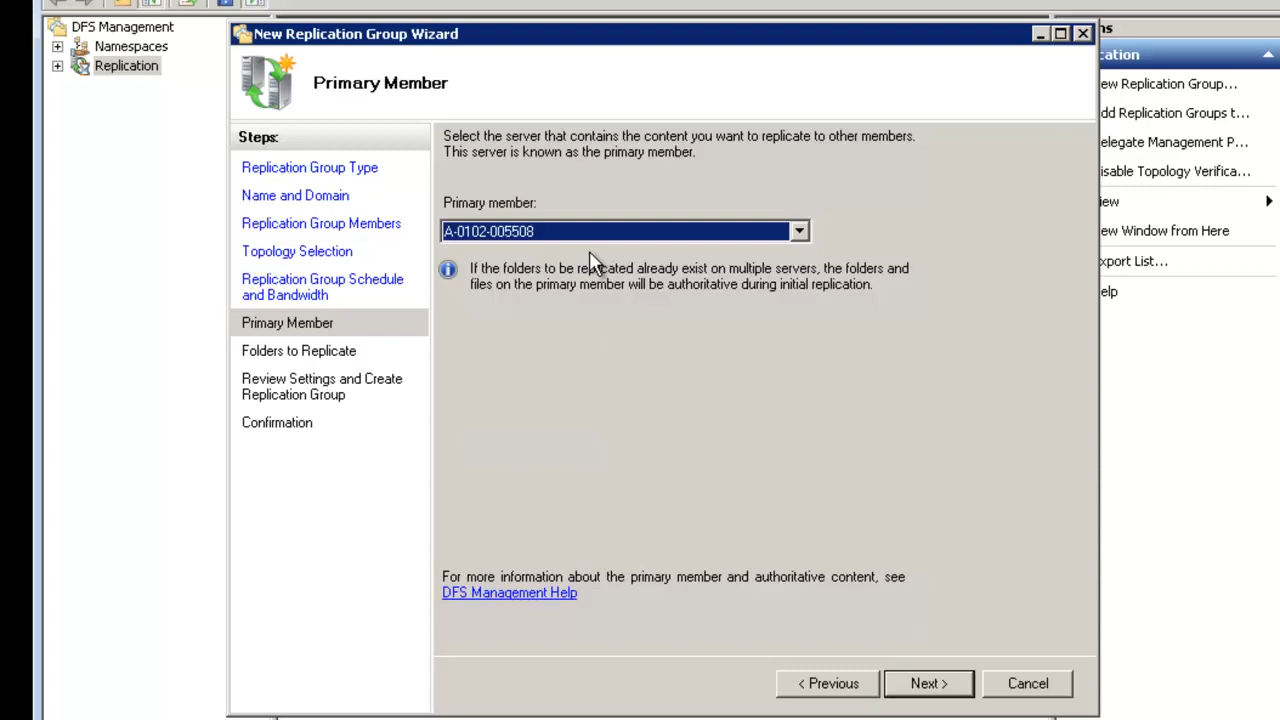 DFS Management
Namespaces
Replication
New Replication Group Wizard
Primary Member
Steps:
Replication Group Type
Name and Domain
Replication Group Members
Topology Selection
Replication Group Schedule
and Bandwidth
Primary Member
Folders to Replicate
Review Settings and Create
Replication Group
Confirmation
Select the server that contains the content you want to replicate to other members.
This server is known as the primary member.
Primary member:
A-0102-005508
If the folders to be replicated already exist on multiple servers, the folders and
files on the primary member will be authoritative during initial replication.
For more information about the primary member and authoritative content, see
DFS Management Help
< Previous
Next >
Cancel
ns
cation
ew Replication Group...
dd Replication Groups t...
elegate Management P...
isable Topology Verifica...
iew
ew Window from Here
xport List...
elp